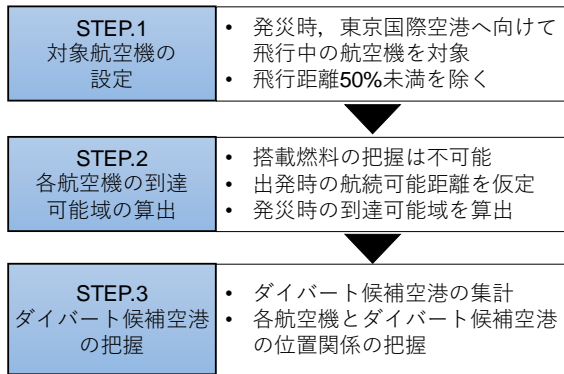 STEP.1
対象航空機の
設定
• 発災時，東京国際空港へ向けて
飛行中の航空機を対象
• 飛行距離50%未満を除く
STEP.2
各航空機の到達
可能域の算出
• 搭載燃料の把握は不可能
• 出発時の航続可能距離を仮定
• 発災時の到達可能域を算出
STEP.3
ダイバート候補空港
の把握
• ダイバート候補空港の集計
• 各航空機とダイバート候補空港
の位置関係の把握